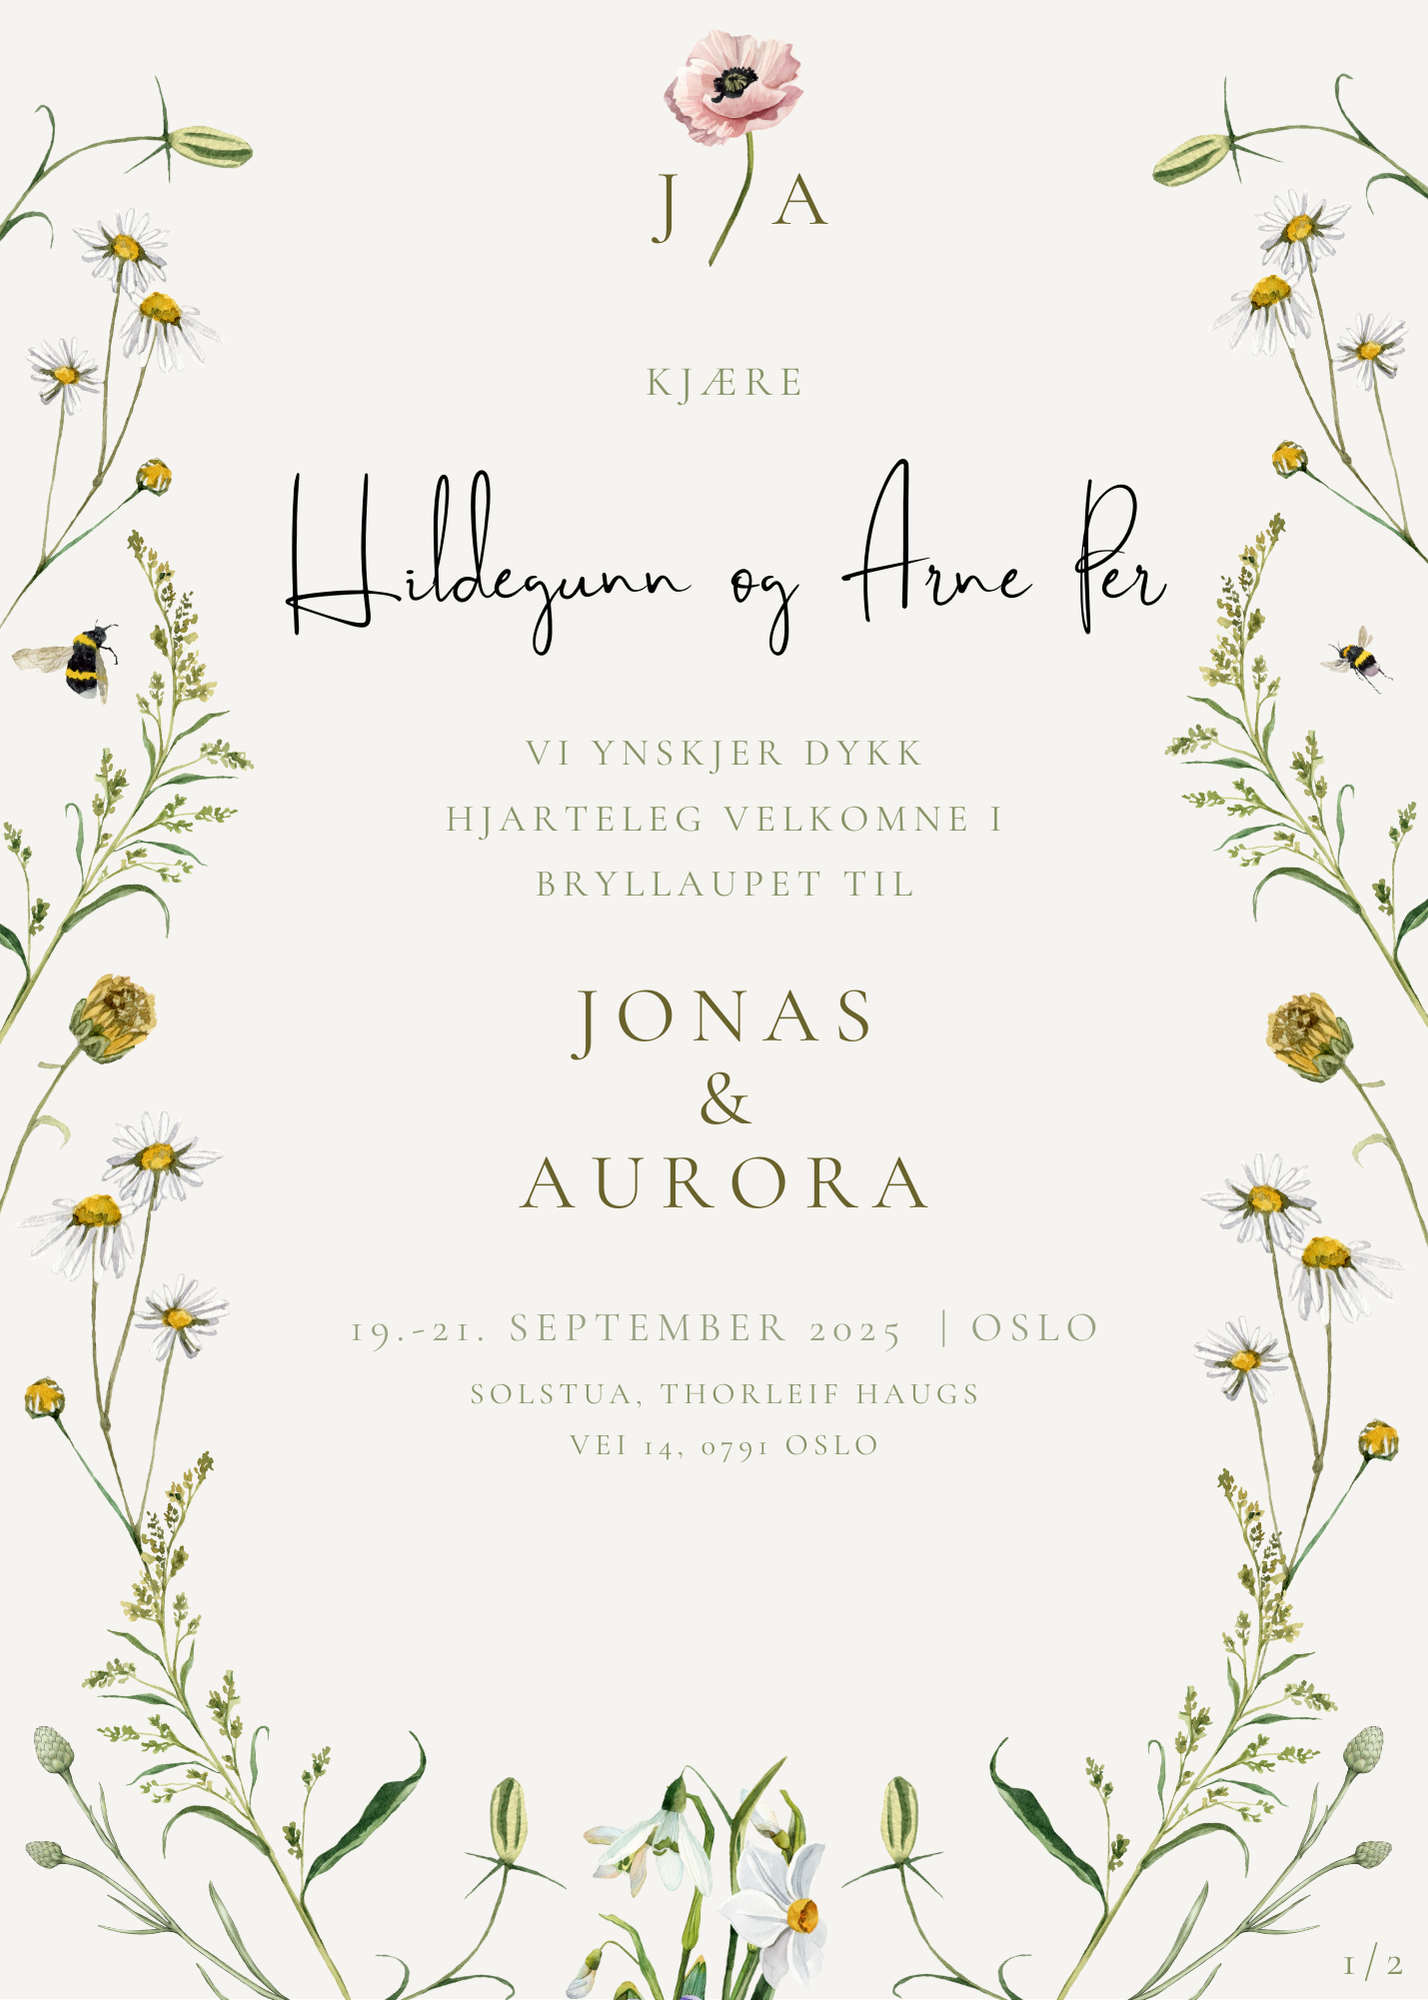 J A
KJÆRE
Hildegunn og Arne Per
VI YNSKJER DYKK
HJARTELEG VELKOMNE I
BRYLLAUPET TIL
JONAS
&
AURORA
19.-21. SEPTEMBER 2025 | OSLO
SOLSTUA, THORLEIF HAUGS
VEI 14, 0791 OSLO
1/2